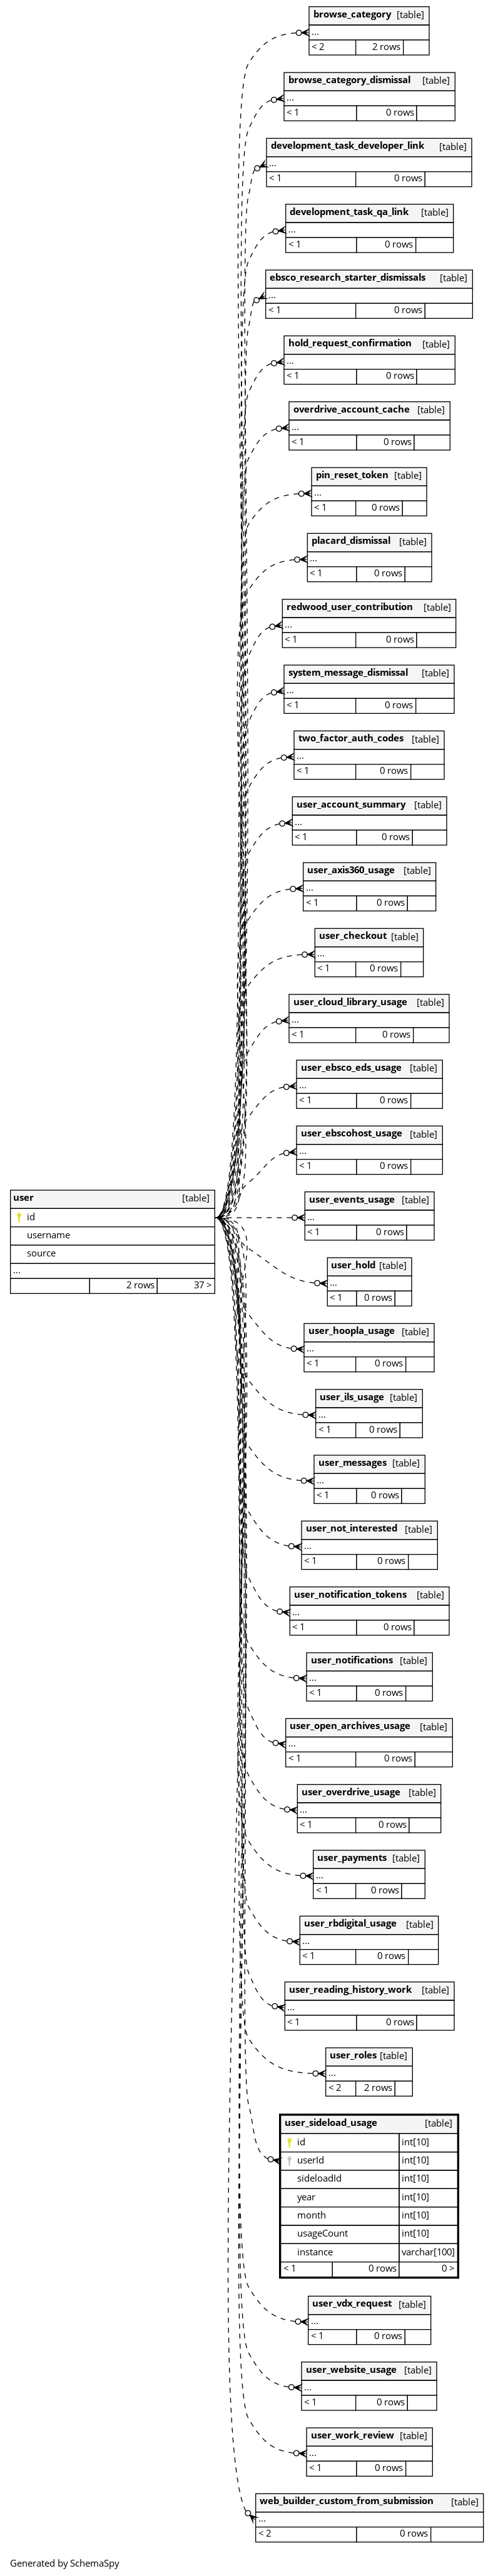 browse_category [table]
...
< 2 2 rows
browse_category_dismissal [table]
...
< 1 0 rows
development_task_developer_link [table]
...
< 1 0 rows
development_task_qa_link [table]
...
< 1 0 rows
ebsco_research_starter_dismissals [table]
...
< 1 0 rows
hold_request_confirmation [table]
...
< 1 0 rows
overdrive_account_cache [table]
...
< 1 0 rows
pin_reset_token [table]
...
< 1 0 rows
placard_dismissal [table]
...
< 1 0 rows
redwood_user_contribution [table]
...
< 1 0 rows
system_message_dismissal [table]
...
< 1 0 rows
two_factor_auth_codes [table]
...
< 1 0 rows
user_account_summary [table]
...
< 1 0 rows
user_axis360_usage [table]
...
< 1 0 rows
user_checkout [table]
...
< 1 0 rows
user_cloud_library_usage [table]
...
< 1 0 rows
user_ebsco_eds_usage [table]
...
< 1 0 rows
user_ebscohost_usage [table]
...
< 1 0 rows
user [table]
id
username
source
...
2 rows 37 >
user_events_usage [table]
...
< 1 0 rows
user_hold [table]
...
< 1 0 rows
user_hoopla_usage [table]
...
< 1 0 rows
user_ils_usage [table]
...
< 1 0 rows
user_messages [table]
...
< 1 0 rows
user_not_interested [table]
...
< 1 0 rows
user_notification_tokens [table]
...
< 1 0 rows
user_notifications [table]
...
< 1 0 rows
user_open_archives_usage [table]
...
< 1 0 rows
user_overdrive_usage [table]
...
< 1 0 rows
user_payments [table]
...
< 1 0 rows
user_rbdigital_usage [table]
...
< 1 0 rows
user_reading_history_work [table]
...
< 1 0 rows
user_roles [table]
...
< 2 2 rows
user_sideload_usage [table]
id int[10]
userId int[10]
sideloadId int[10]
year int[10]
month int[10]
usageCount int[10]
instance varchar[100]
< 1 0 rows 0 >
user_vdx_request [table]
...
< 1 0 rows
user_website_usage [table]
...
< 1 0 rows
user_work_review [table]
...
< 1 0 rows
web_builder_custom_from_submission [table]
...
< 2 0 rows
Generated by SchemaSpy